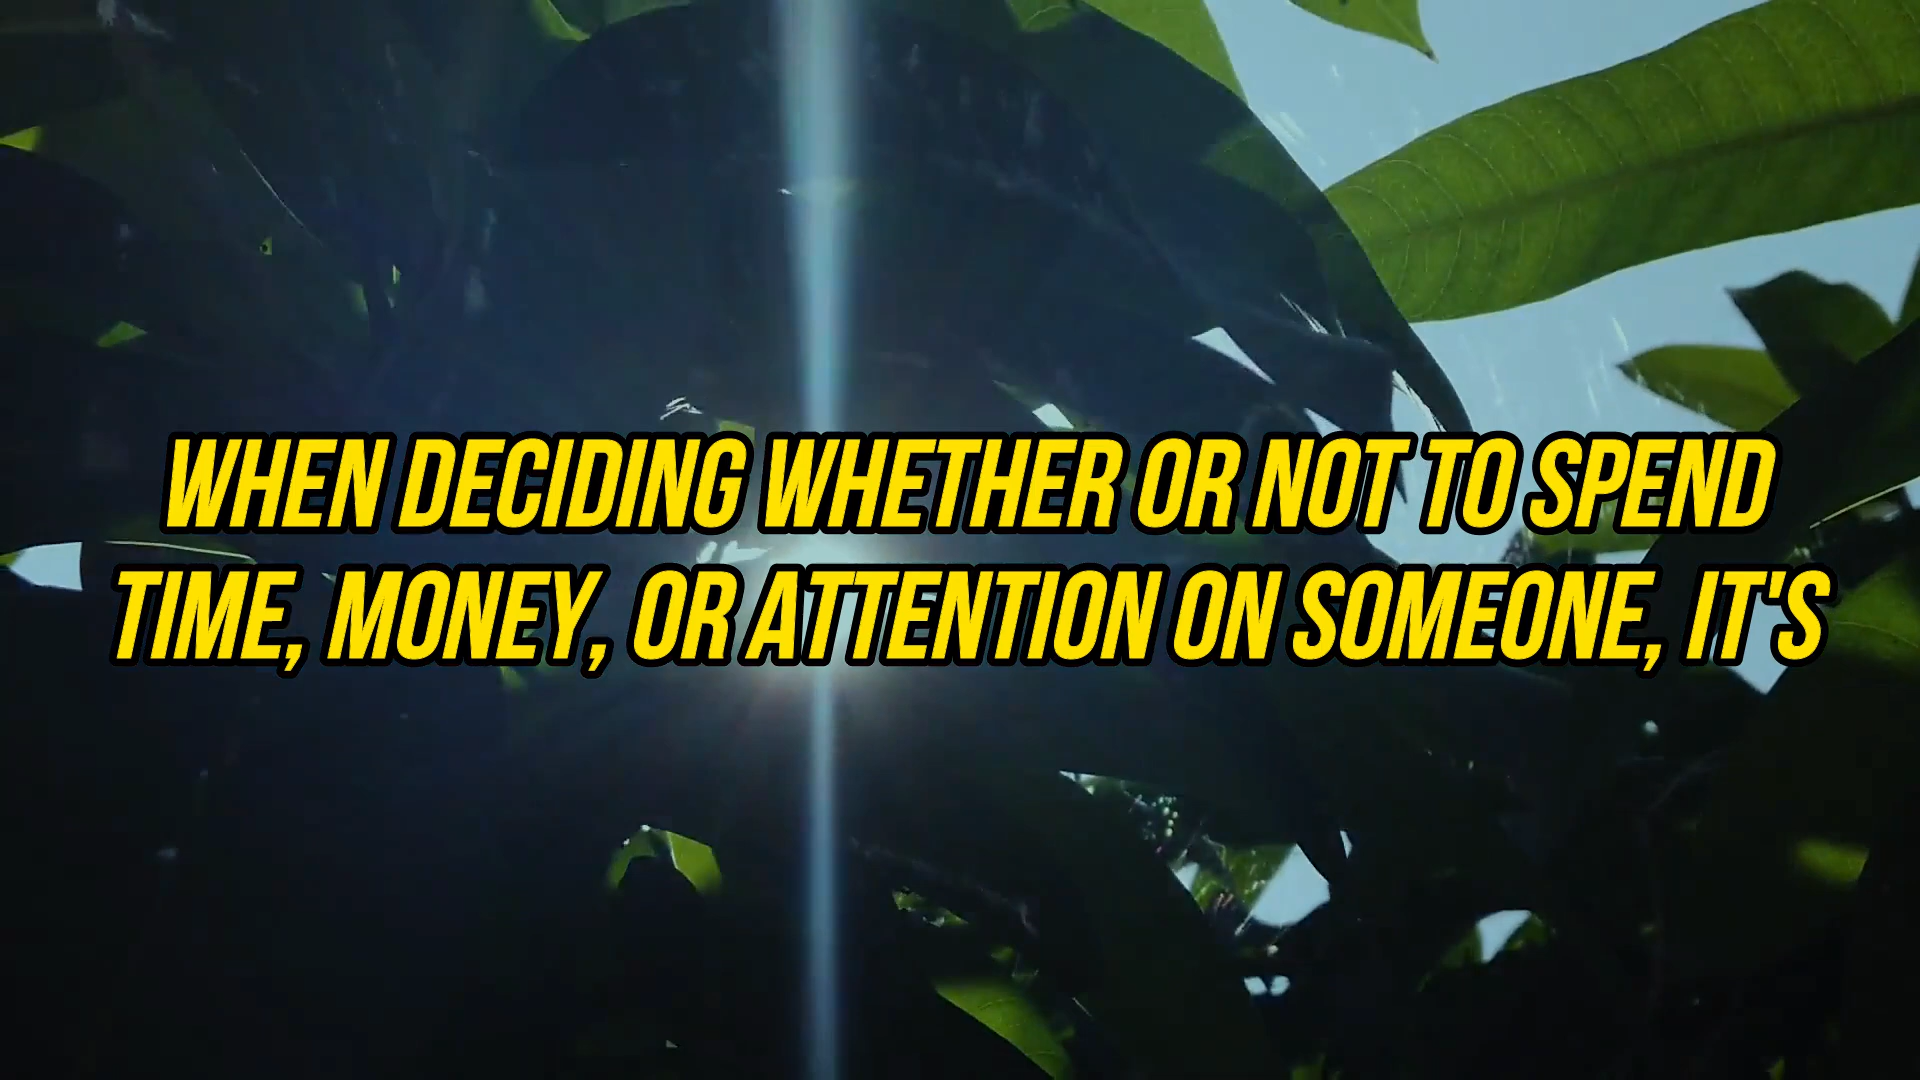 WHEN DECIDING WHETHER OR NOT TO SPEND
TIME, MONEY, OR ATTENTION ON SOMEONE, IT'S